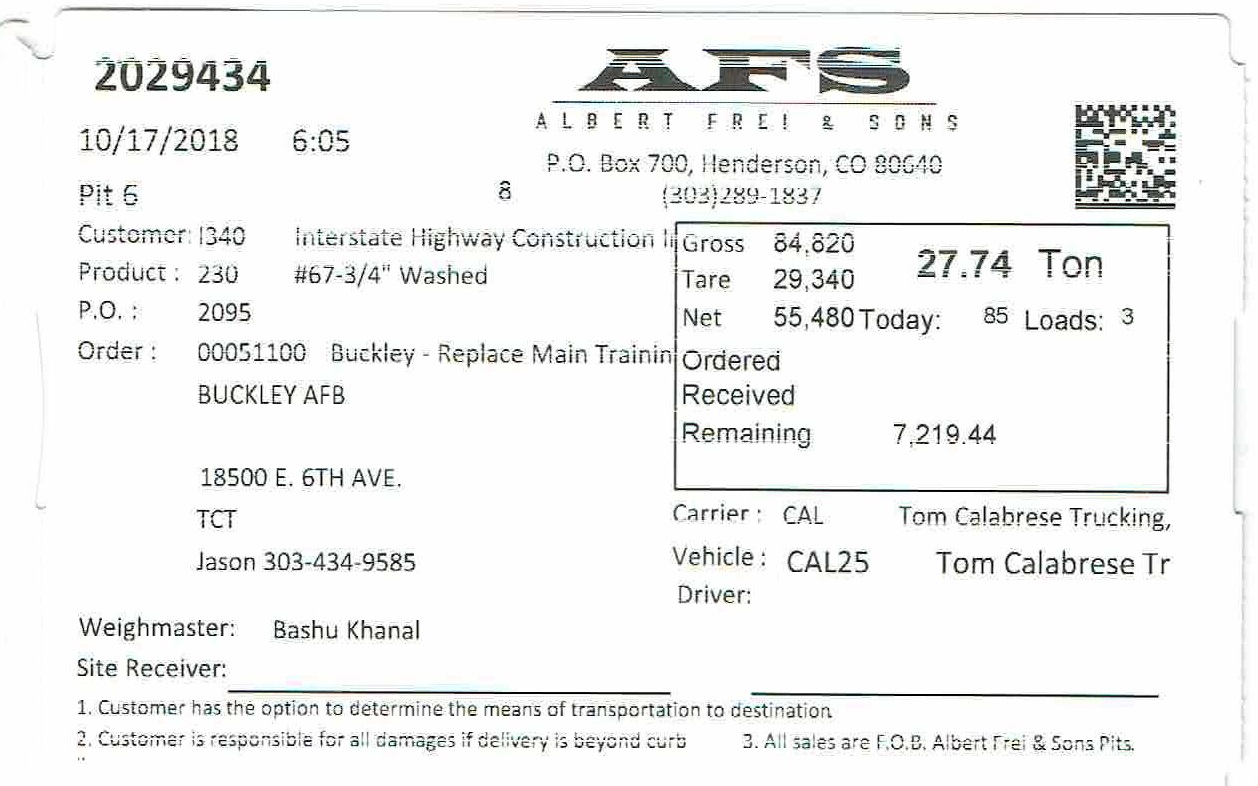 2029434
AFS
ALBERT FREI & SONS
10/17/2018 6:05
P.O. Box 700, Henderson, CO 80640
Pit 6 8 (303)289-1837
Customer: I340 Interstate Highway Construction I
Product : 230 #67-3/4" Washed
P.O. : 2095
Order : 00051100 Buckley - Replace Main Trainin
BUCKLEY AFB
18500 E. 6TH AVE.
TCT
Jason 303-434-9585
Gross 84,820 27.74 Ton
Tare 29,340
Net 55,480 Today: 85 Loads: 3
Ordered
Received
Remaining 7,219.44
Carrier : CAL Tom Calabrese Trucking,
Vehicle : CAL25 Tom Calabrese Tr
Driver:
Weighmaster: Bashu Khanal
Site Receiver:
1. Customer has the option to determine the means of transportation to destination.
2. Customer is responsible for all damages if delivery is beyond curb 3. All sales are F.O.B. Albert Frei & Sons Pits.